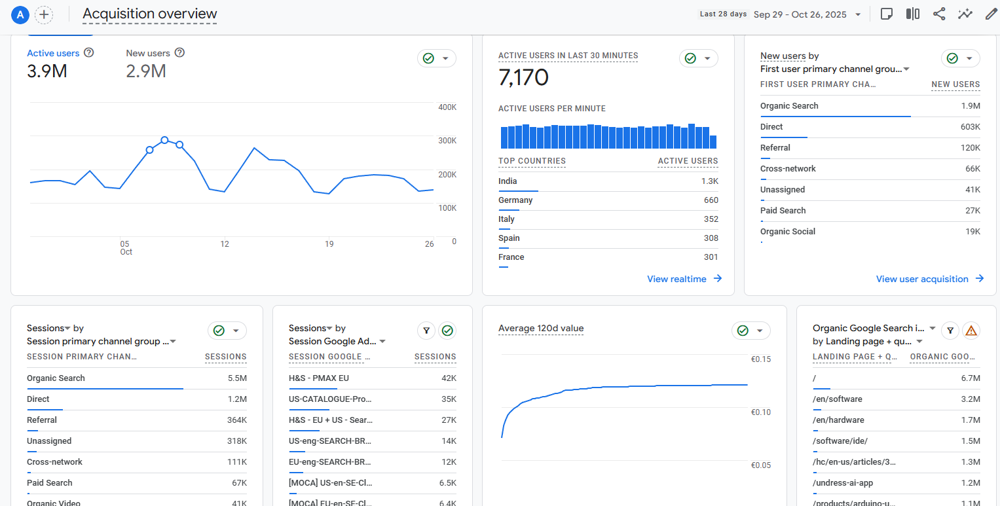 A
Acquisition overview
Last 28 days Sep 29 - Oct 26, 2025
Active users
3.9M
New users
2.9M
400K
300K
200K
100K
0
05
Oct
12
19
26
ACTIVE USERS IN LAST 30 MINUTES
7,170
ACTIVE USERS PER MINUTE
TOP COUNTRIES ACTIVE USERS
India 1.3K
Germany 660
Italy 352
Spain 308
France 301
View realtime
New users by
First user primary channel grou...
FIRST USER PRIMARY CHA... NEW USERS
Organic Search 1.9M
Direct 603K
Referral 120K
Cross-network 66K
Unassigned 41K
Paid Search 27K
Organic Social 19K
View user acquisition
Sessions by
Session primary channel group ...
SESSION PRIMARY CHAN... SESSIONS
Organic Search 5.5M
Direct 1.2M
Referral 364K
Unassigned 318K
Cross-network 111K
Paid Search 67K
Organic Video 41K
Sessions by
Session Google Ad...
SESSION GOOGLE ... SESSIONS
H&S - PMAX EU 42K
US-CATALOGUE-Pro... 35K
H&S - EU + US - Sear... 27K
US-eng-SEARCH-BR... 14K
EU-eng-SEARCH-BR... 12K
[MOCA] US-en-SE-Cl... 6.5K
[MOCA] EU-en-SE-Cl... 6.4K
Average 120d value
€0.15
€0.10
€0.05
Organic Google Search i...
by Landing page + qu...
LANDING PAGE + Q... ORGANIC GOO...
/ 6.7M
/en/software 3.2M
/en/hardware 1.7M
/software/ide/ 1.5M
/hc/en-us/articles/3... 1.3M
/undress-ai-app 1.2M
/products/arduino-u... 1.1M